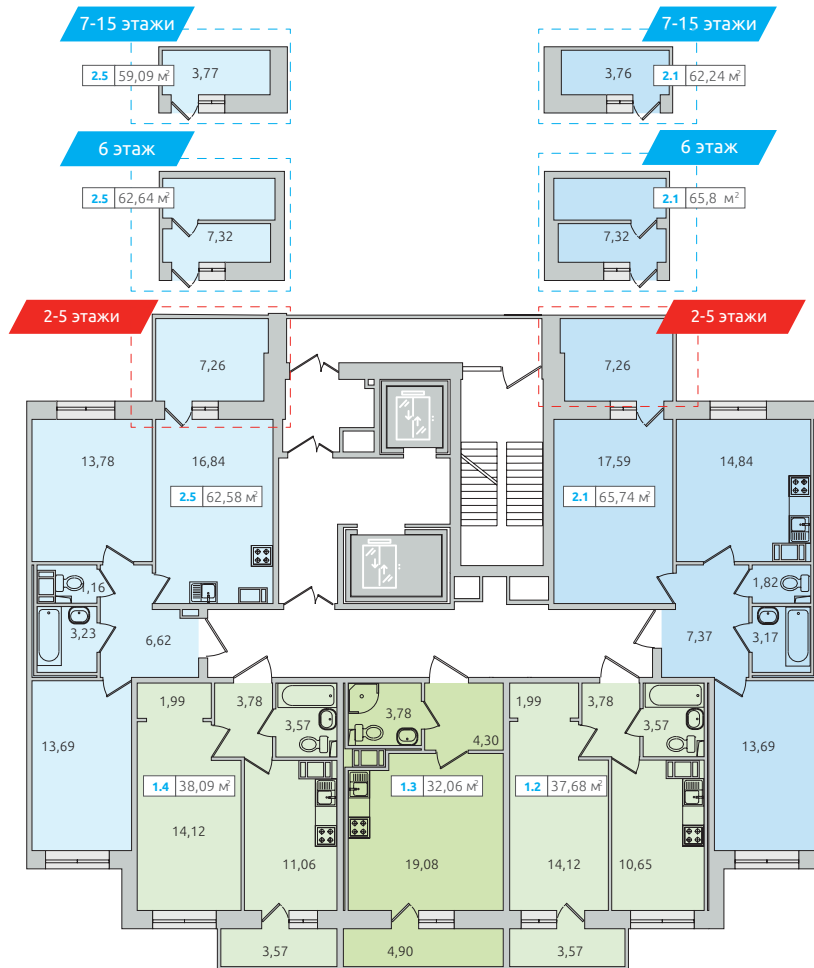 7-15 этажи
7-15 этажи
2.5 59,09 м²
3,77
3,76
2.1 62,24 м²
6 этаж
6 этаж
2.5 62,64 м²
2.1 65,8 м²
7,32
7,32
2-5 этажи
2-5 этажи
7,26
7,26
13,78
16,84
17,59
14,84
2.5 62,58 м²
2.1 65,74 м²
1,16
1,82
3,23
6,62
7,37
3,17
1,99
3,78
3,57
3,78
4,30
1,99
3,78
3,57
13,69
13,69
1.4 38,09 м²
1.3 32,06 м²
1.2 37,68 м²
14,12
11,06
19,08
14,12
10,65
3,57
4,90
3,57